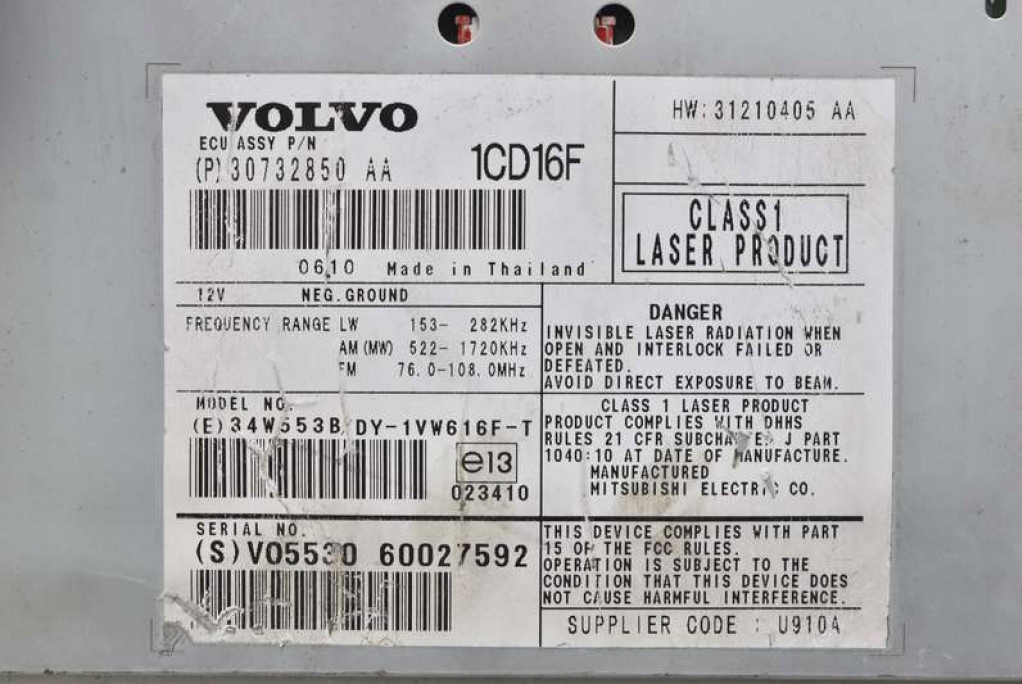 VOLVO
ECU ASSY P/N
(P)30732850 AA
1CD16F
0610 Made in Thailand
HW:31210405 AA
CLASS1
LASER PRODUCT
12V NEG.GROUND
FREQUENCY RANGE LW 153- 282KHz
AM(MW) 522- 1720KHz
FM 76.0-108.0MHz
DANGER
INVISIBLE LASER RADIATION WHEN
OPEN AND INTERLOCK FAILED OR
DEFEATED.
AVOID DIRECT EXPOSURE TO BEAM.
MODEL NO.
(E)34W553B DY-1VW616F-T
e13
023410
CLASS 1 LASER PRODUCT
PRODUCT COMPLIES WITH DHHS
RULES 21 CFR SUBCHAPTER J PART
1040:10 AT DATE OF MANUFACTURE.
MANUFACTURED
MITSUBISHI ELECTRIC CO.
SERIAL NO.
(S)V05530 60027592
THIS DEVICE COMPLIES WITH PART
15 OF THE FCC RULES.
OPERATION IS SUBJECT TO THE
CONDITION THAT THIS DEVICE DOES
NOT CAUSE HARMFUL INTERFERENCE.
SUPPLIER CODE : U9104